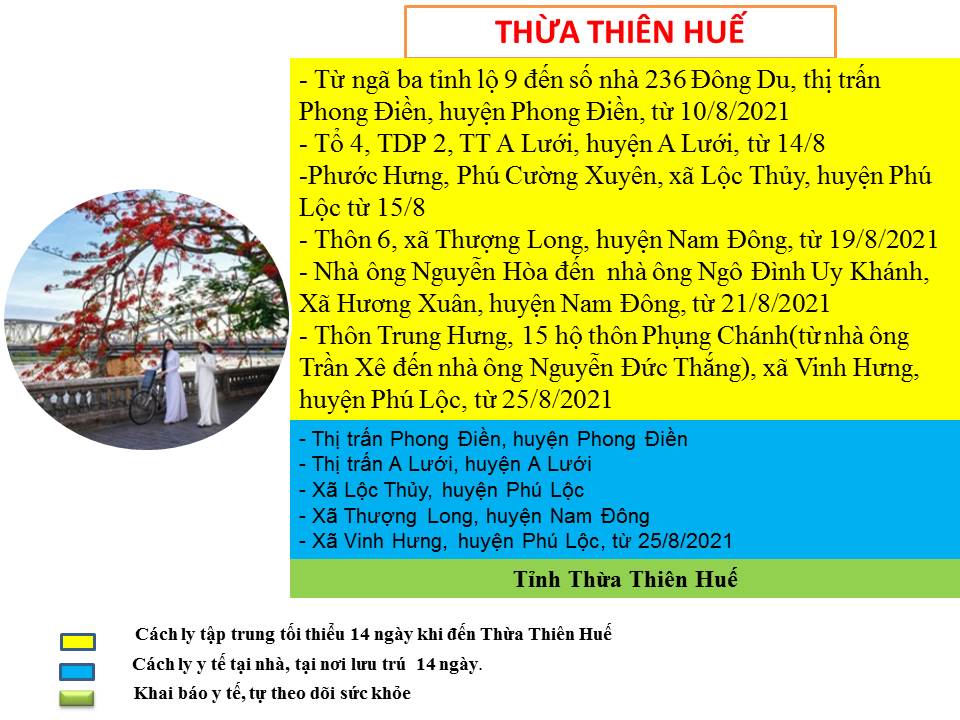 THỪA THIÊN HUẾ
- Từ ngã ba tỉnh lộ 9 đến số nhà 236 Đông Du, thị trấn
Phong Điền, huyện Phong Điền, từ 10/8/2021
- Tổ 4, TDP 2, TT A Lưới, huyện A Lưới, từ 14/8
-Phước Hưng, Phú Cường Xuyên, xã Lộc Thủy, huyện Phú
Lộc từ 15/8
- Thôn 6, xã Thượng Long, huyện Nam Đông, từ 19/8/2021
- Nhà ông Nguyễn Hòa đến nhà ông Ngô Đình Uy Khánh,
Xã Hương Xuân, huyện Nam Đông, từ 21/8/2021
- Thôn Trung Hưng, 15 hộ thôn Phụng Chánh(từ nhà ông
Trần Xê đến nhà ông Nguyễn Đức Thắng), xã Vinh Hưng,
huyện Phú Lộc, từ 25/8/2021
- Thị trấn Phong Điền, huyện Phong Điền
- Thị trấn A Lưới, huyện A Lưới
- Xã Lộc Thủy, huyện Phú Lộc
- Xã Thượng Long, huyện Nam Đông
- Xã Vinh Hưng, huyện Phú Lộc, từ 25/8/2021
Tỉnh Thừa Thiên Huế
Cách ly tập trung tối thiểu 14 ngày khi đến Thừa Thiên Huế
Cách ly y tế tại nhà, tại nơi lưu trú 14 ngày.
Khai báo y tế, tự theo dõi sức khỏe